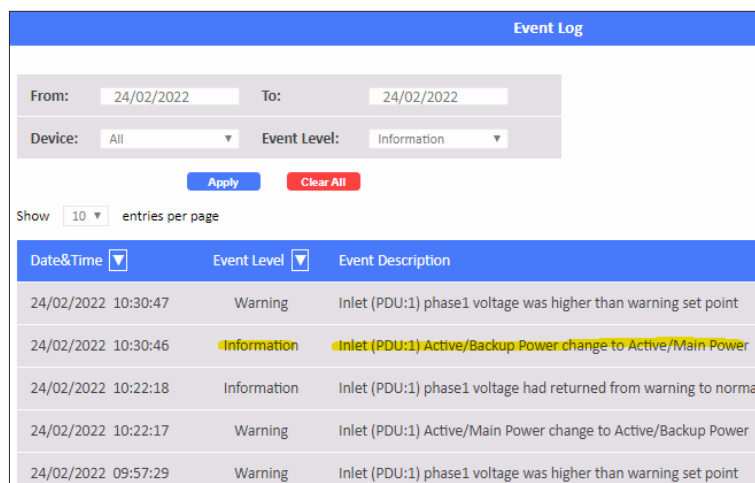 Event Log
From: 24/02/2022 To: 24/02/2022
Device: All Event Level: Information
Apply Clear All
Show 10 entries per page
Date&Time Event Level Event Description
24/02/2022 10:30:47 Warning Inlet (PDU:1) phase1 voltage was higher than warning set point
24/02/2022 10:30:46 Information Inlet (PDU:1) Active/Backup Power change to Active/Main Power
24/02/2022 10:22:18 Information Inlet (PDU:1) phase1 voltage had returned from warning to norma
24/02/2022 10:22:17 Warning Inlet (PDU:1) Active/Main Power change to Active/Backup Power
24/02/2022 09:57:29 Warning Inlet (PDU:1) phase1 voltage was higher than warning set point